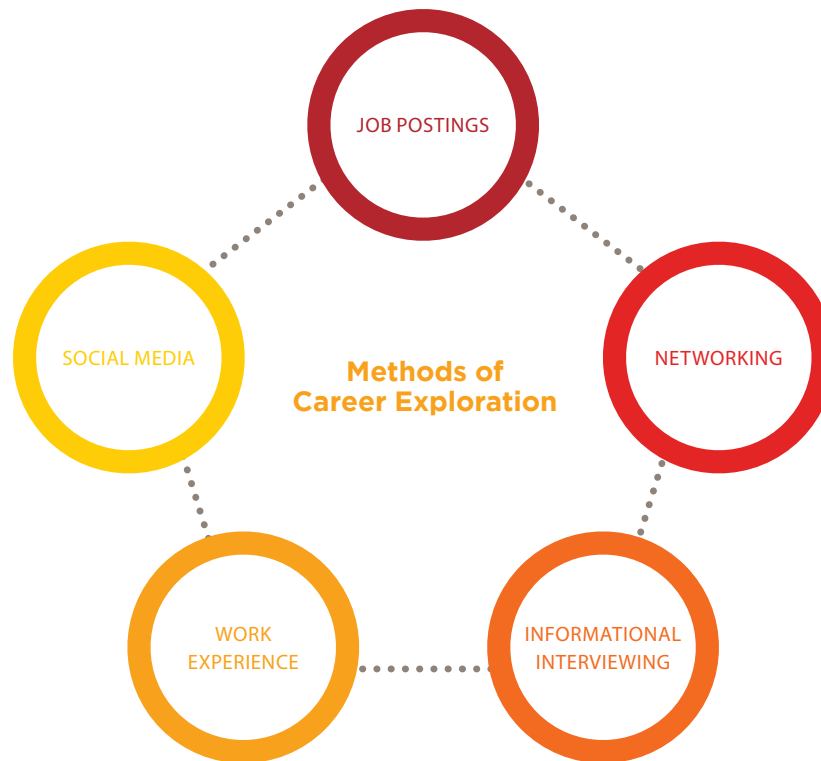 JOB POSTINGS
SOCIAL MEDIA
NETWORKING
Methods of
Career Exploration
WORK
EXPERIENCE
INFORMATIONAL
INTERVIEWING